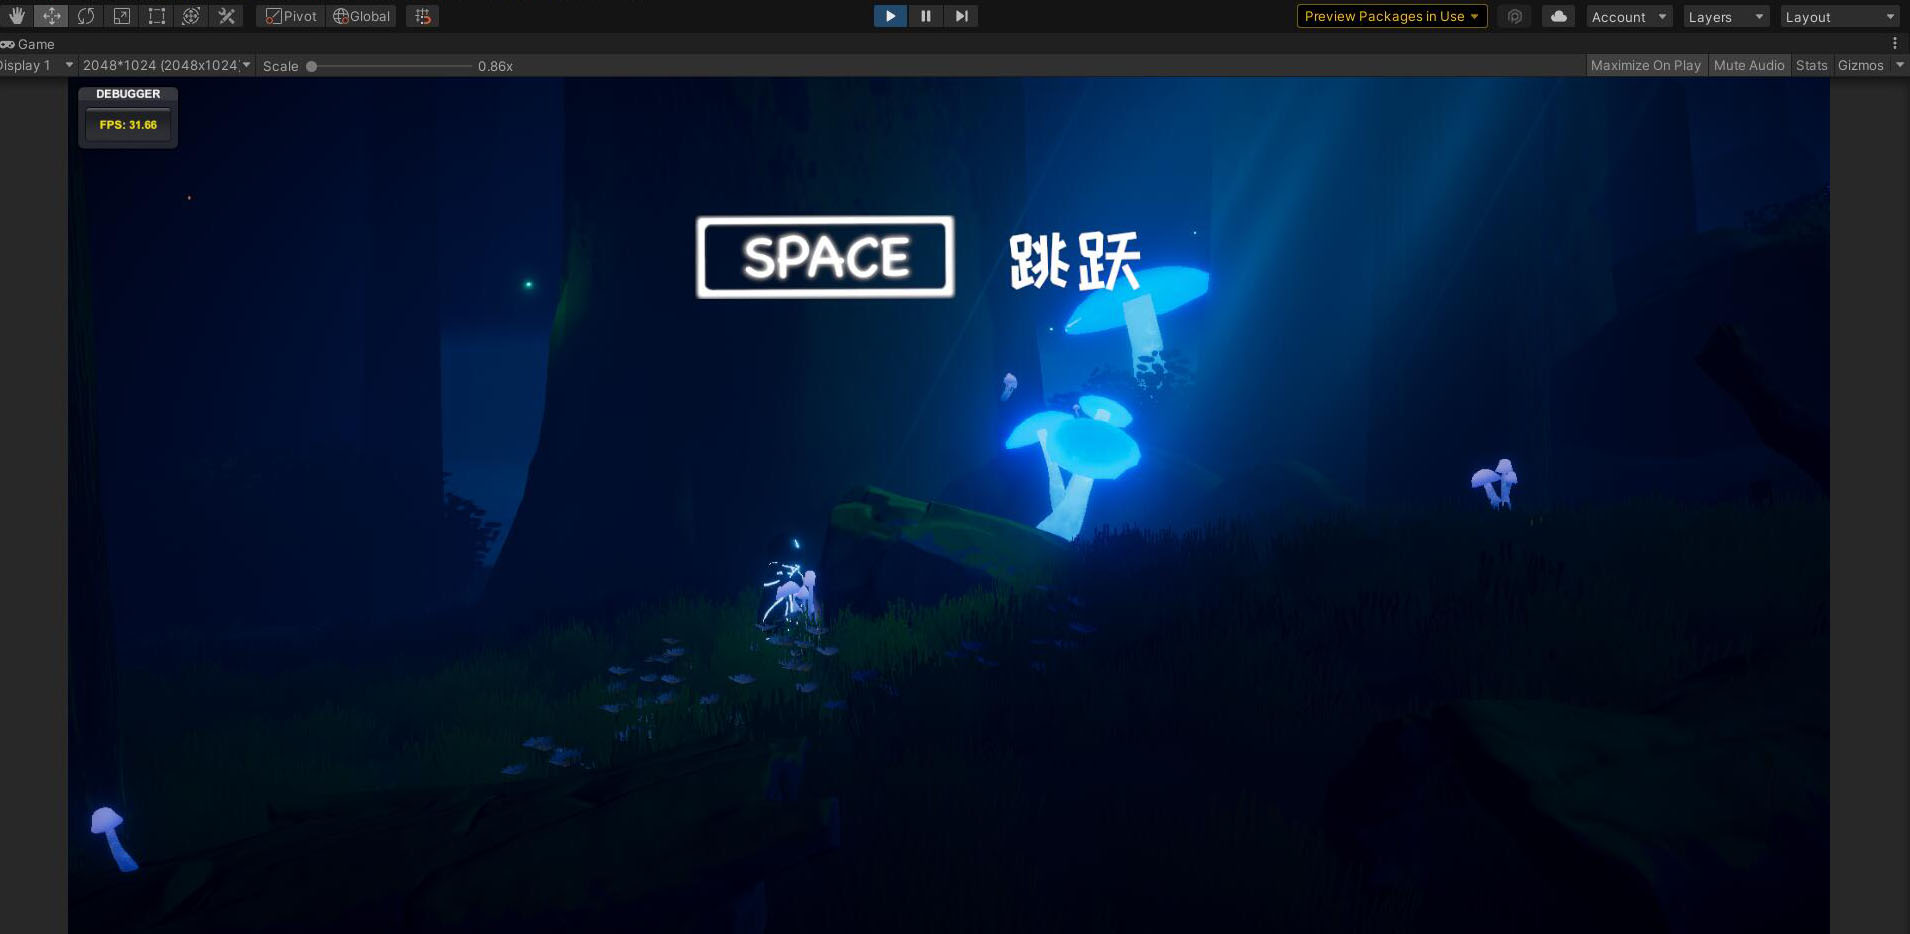 Pivot Global Preview Packages in Use Account Layers Layout
Game
Display 1 2048*1024 (2048x1024) Scale 0.86x Maximize On Play Mute Audio Stats Gizmos
DEBUGGER
FPS: 31.66
SPACE 跳跃